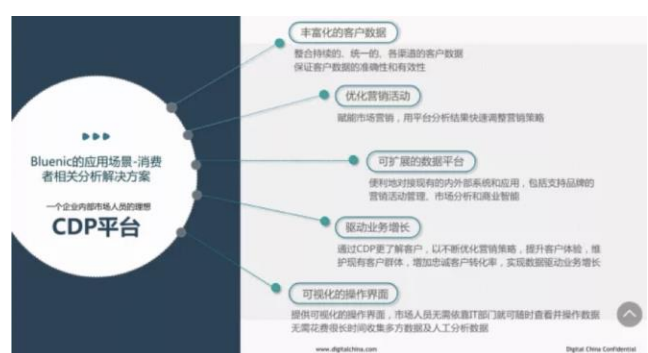 丰富化的客户数据
整合持续的、统一的、各渠道的客户数据
保证客户数据的准确性和有效性
优化营销活动
赋能市场营销，用平台分析结果快速调整营销策略
Bluenic的应用场景-消费
者相关分析解决方案
一个企业内部市场人员的理想
CDP平台
可扩展的数据平台
便利地对接现有的内外部系统和应用，包括支持品牌的
营销活动管理、市场分析和商业智能
驱动业务增长
通过CDP更了解客户，以不断优化营销策略，提升客户体验，维
护现有客户群体，增加忠诚客户转化率，实现数据驱动业务增长
可视化的操作界面
提供可视化的操作界面，市场人员无需依靠IT部门就可随时查看并操作数据
无需花费很长时间收集多方数据及人工分析数据
www.digitalchina.com
Digital China Confidential